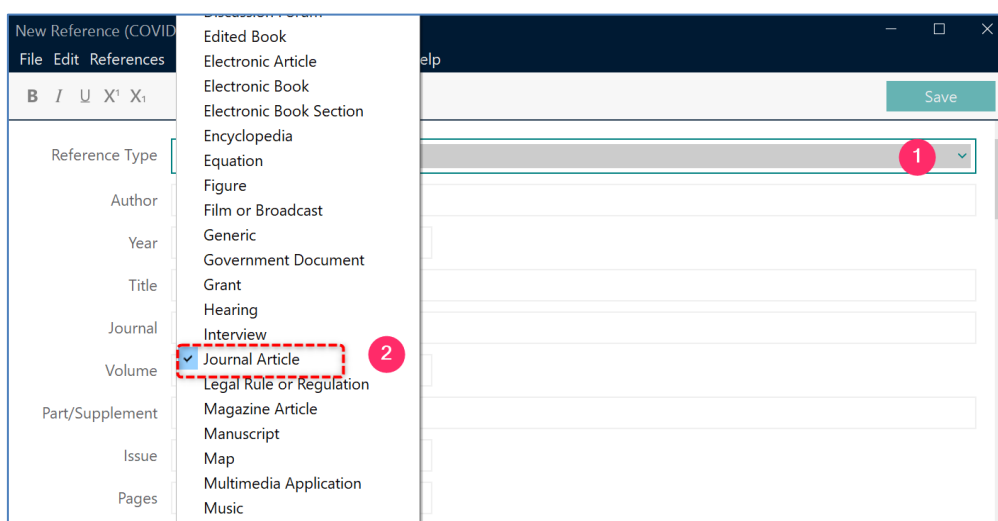 New Reference (COVID
File Edit References elp
B I U X¹ X₁ Save
Reference Type 1
Author
Year
Title
Journal
Volume
Part/Supplement
Issue
Pages
Discussion Forum
Edited Book
Electronic Article
Electronic Book
Electronic Book Section
Encyclopedia
Equation
Figure
Film or Broadcast
Generic
Government Document
Grant
Hearing
Interview
Journal Article 2
Legal Rule or Regulation
Magazine Article
Manuscript
Map
Multimedia Application
Music